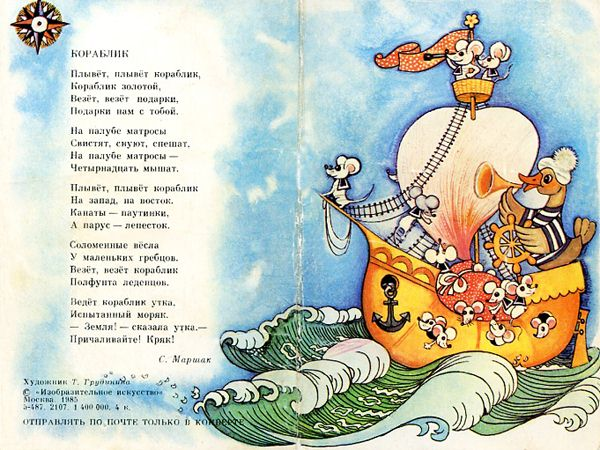 КОРАБЛИК
Плывёт, плывёт кораблик,
Кораблик золотой,
Везёт, везёт подарки,
Подарки нам с тобой.
На палубе матросы
Свистят, снуют, спешат.
На палубе матросы —
Четырнадцать мышат.
Плывёт, плывёт кораблик
На запад, на восток.
Канаты — паутинки,
А парус — лепесток.
Соломенные вёсла
У маленьких гребцов.
Везёт, везёт кораблик
Полфунта леденцов.
Ведёт кораблик утка,
Испытанный моряк.
— Земля! — сказала утка.—
Причаливайте! Кряк!
С. Маршак
Художник Т. Грудинина
© «Изобразительное искусство»
Москва. 1985
5-487. 2107. 1 400 000. 4 к.
ОТПРАВЛЯТЬ ПО ПОЧТЕ ТОЛЬКО В КОНВЕРТЕ